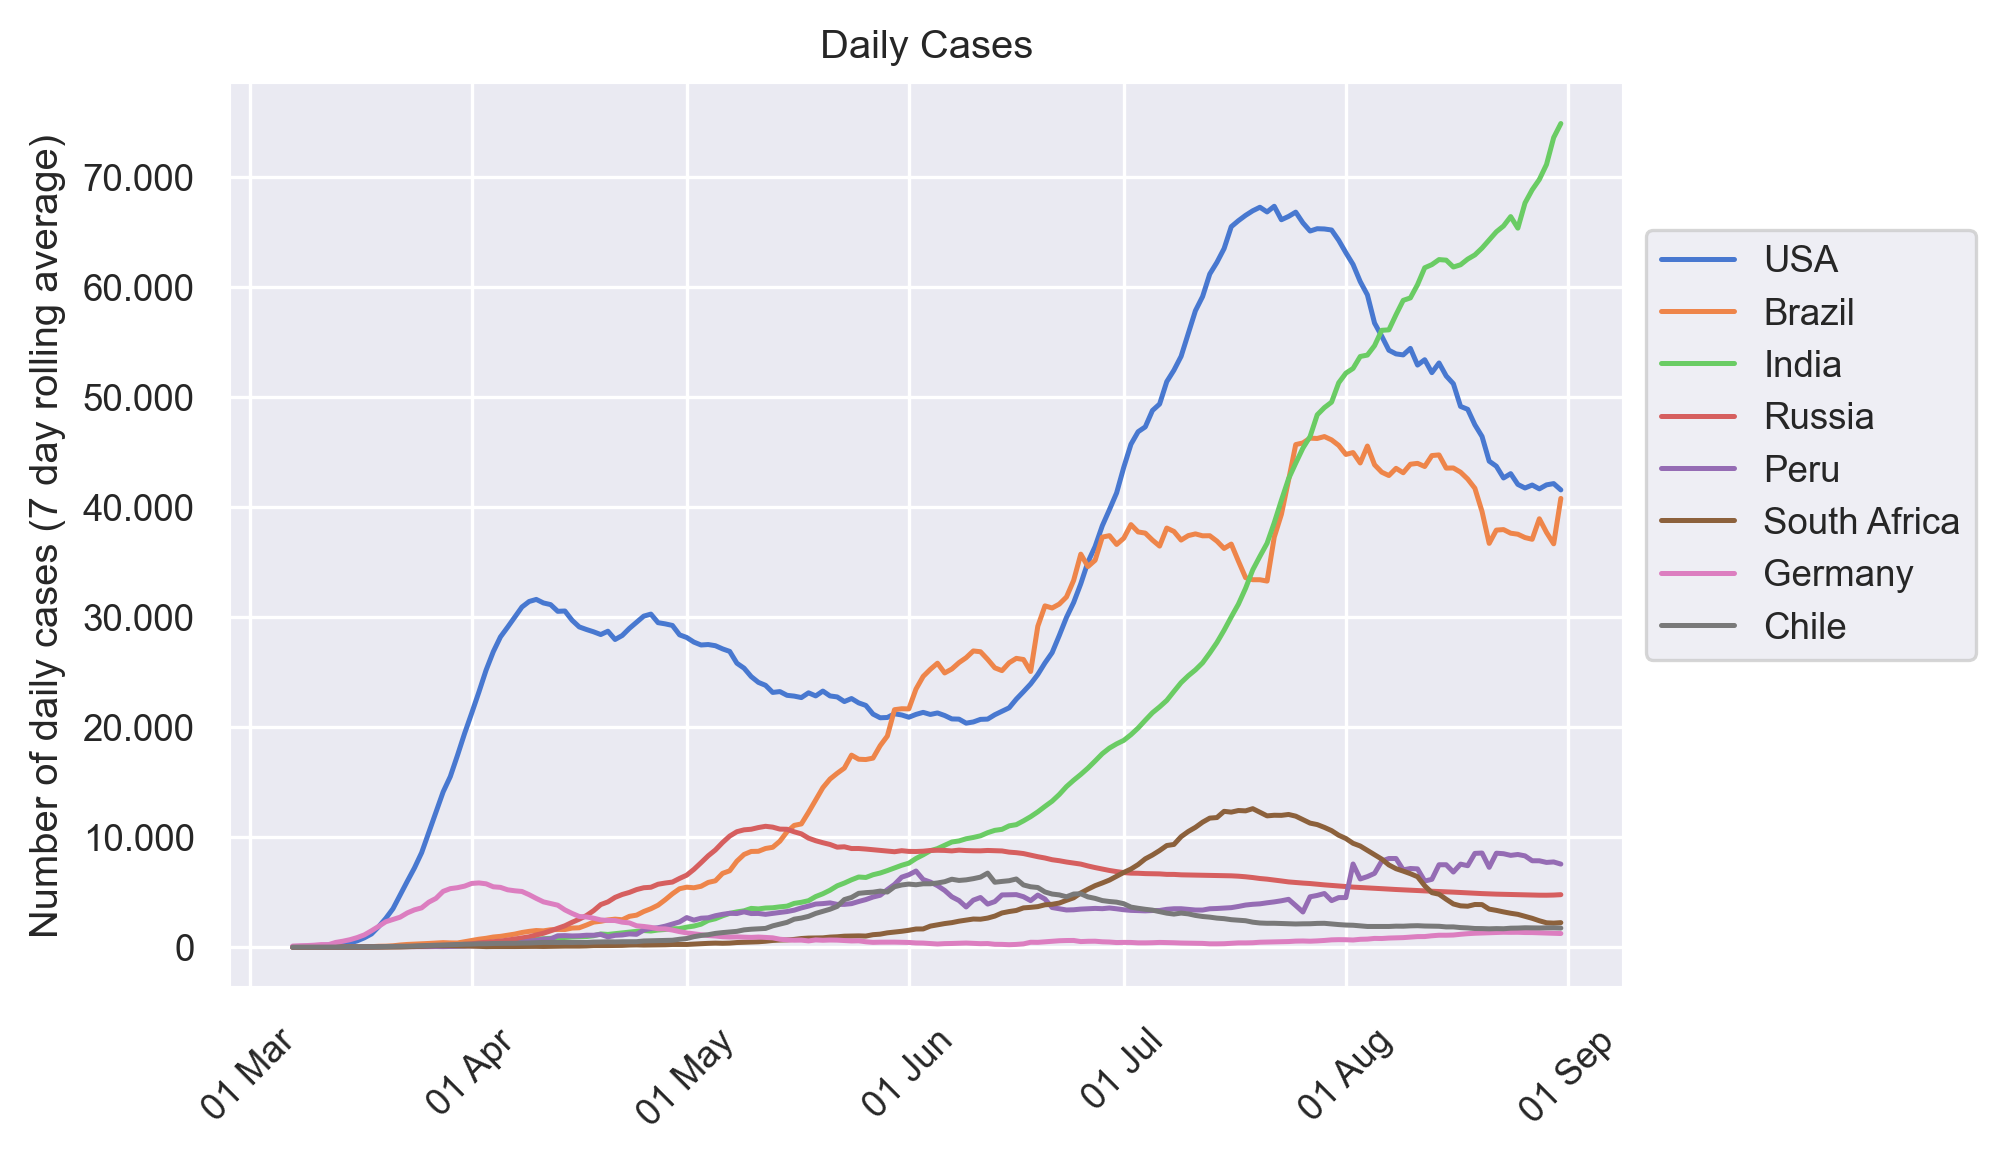 Daily Cases
Number of daily cases (7 day rolling average)
70.000
60.000
50.000
40.000
30.000
20.000
10.000
0
01 Mar
01 Apr
01 May
01 Jun
01 Jul
01 Aug
01 Sep
USA
Brazil
India
Russia
Peru
South Africa
Germany
Chile